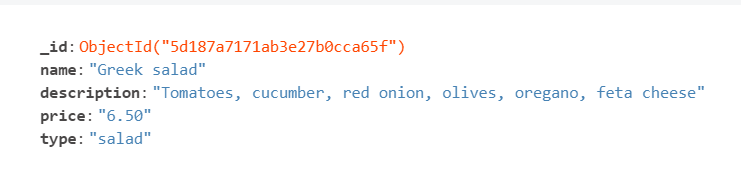 _id: ObjectId("5d187a7171ab3e27b0cca65f")
name: "Greek salad"
description: "Tomatoes, cucumber, red onion, olives, oregano, feta cheese"
price: "6.50"
type: "salad"